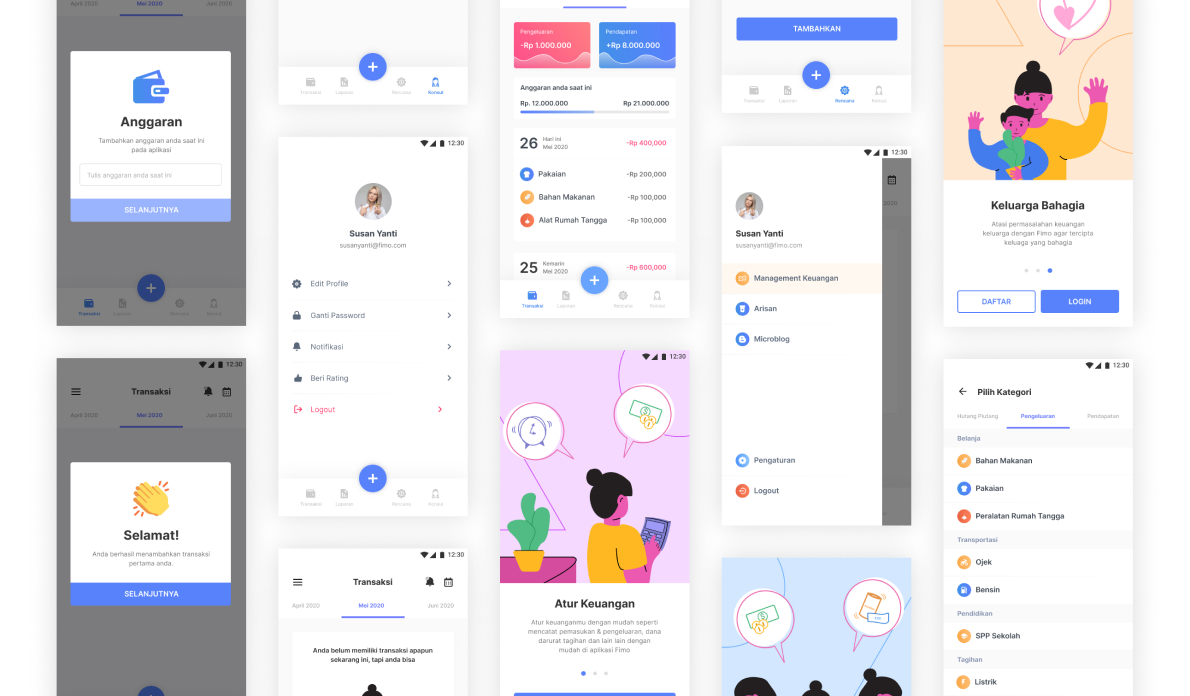 April 2020
Mei 2020
Juni 2020
Anggaran
Tambahkan anggaran anda saat ini
pada aplikasi
Tulis anggaran anda saat ini
SELANJUTNYA
Transaksi
Laporan
Rencana
Konsul
12:30
Transaksi
April 2020
Mei 2020
Juni 2020
Selamat!
Anda berhasil menambahkan transaksi
pertama anda.
SELANJUTNYA
Transaksi
Laporan
Rencana
Konsul
12:30
Susan Yanti
susanyanti@fimo.com
Edit Profile
Ganti Password
Notifikasi
Beri Rating
Logout
Transaksi
Laporan
Rencana
Konsul
12:30
Transaksi
April 2020
Mei 2020
Juni 2020
Anda belum memiliki transaksi apapun
sekarang ini, tapi anda bisa
Pengeluaran
-Rp 1.000.000
Pendapatan
+Rp 8.000.000
Anggaran anda saat ini
Rp. 12.000.000
Rp 21.000.000
26
Hari ini
Mei 2020
-Rp 400,000
Pakaian
-Rp 200,000
Bahan Makanan
-Rp 100,000
Alat Rumah Tangga
-Rp 100,000
25
Kemarin
Mei 2020
-Rp 600,000
Transaksi
Laporan
Rencana
Konsul
12:30
Atur Keuangan
Atur keuanganmu dengan mudah seperti
mencatat pemasukan & pengeluaran, dana
darurat tagihan dan lain lain dengan
mudah di aplikasi Fimo
TAMBAHKAN
Transaksi
Laporan
Rencana
Konsul
12:30
2020
Susan Yanti
susanyanti@fimo.com
Management Keuangan
Arisan
Microblog
Pengaturan
Logout
Keluarga Bahagia
Atasi permasalahan keuangan
keluarga dengan Fimo agar tercipta
keluaga yang bahagia
DAFTAR
LOGIN
12:30
Pilih Kategori
Hutang Piutang
Pengeluaran
Pendapatan
Belanja
Bahan Makanan
Pakaian
Peralatan Rumah Tangga
Transportasi
Ojek
Bensin
Pendidikan
SPP Sekolah
Tagihan
Listrik